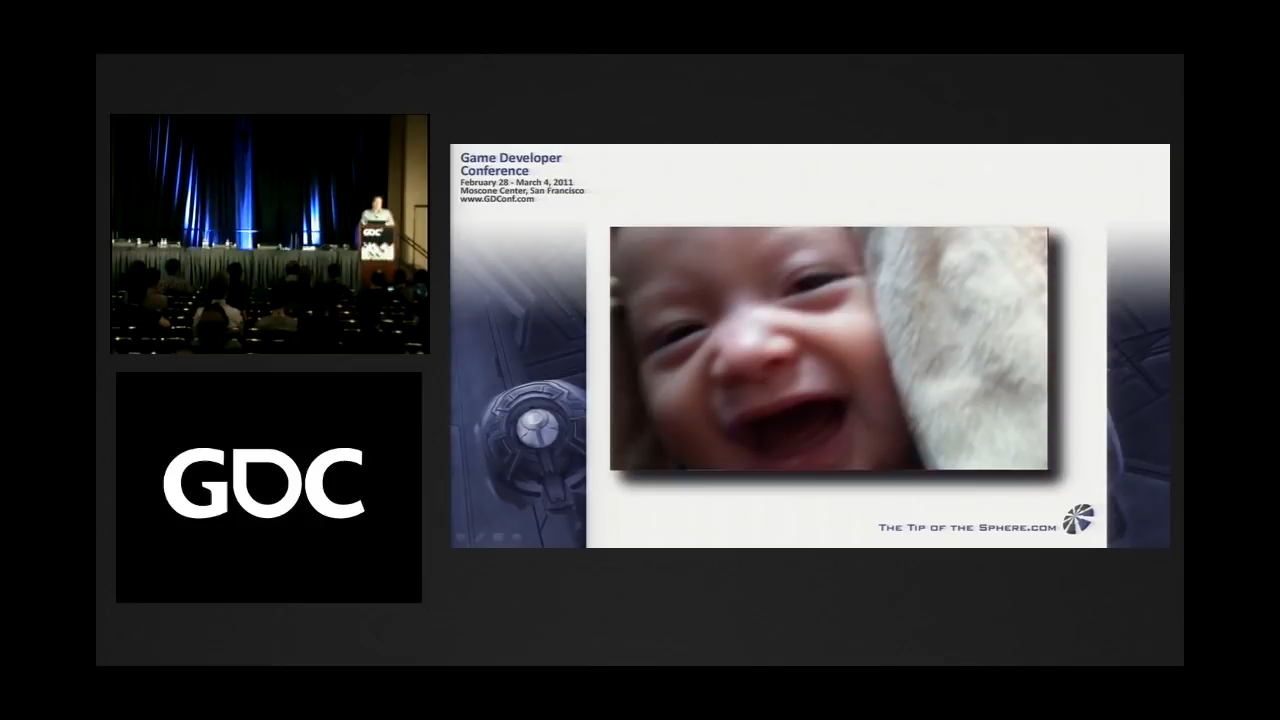 Game Developer
Conference
February 28 - March 4, 2011
Moscone Center, San Francisco
www.GDConf.com
GDC
GDC
The Tip of the Sphere.com